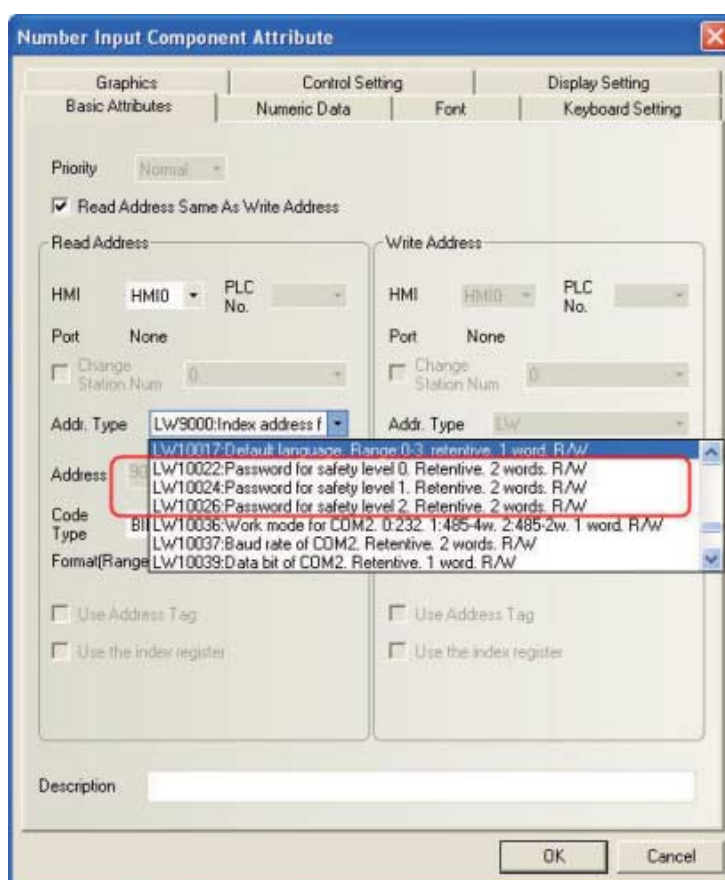 Number Input Component Attribute
Graphics Control Setting Display Setting
Basic Attributes Numeric Data Font Keyboard Setting
Priority Normal
Read Address Same As Write Address
Read Address Write Address
HMI HMI0 PLC No. HMI HMI0 PLC No.
Port None Port None
Change Station Num 0 Change Station Num 0
Addr. Type LW9000:Index address f Addr. Type LW
LW10017:Default language. Range 0-3. retentive. 1 word. R/W
Address 90 LW10022:Password for safety level 0. Retentive. 2 words. R/W
LW10024:Password for safety level 1. Retentive. 2 words. R/W
LW10026:Password for safety level 2. Retentive. 2 words. R/W
Code Type BI LW10036:Work mode for COM2. 0:232. 1:485-4w. 2:485-2w. 1 word. R/W
LW10037:Baud rate of COM2. Retentive. 2 words. R/W
Format(Range LW10039:Data bit of COM2. Retentive. 1 word. R/W
Use Address Tag Use Address Tag
Use the index register Use the index register
Description
OK Cancel